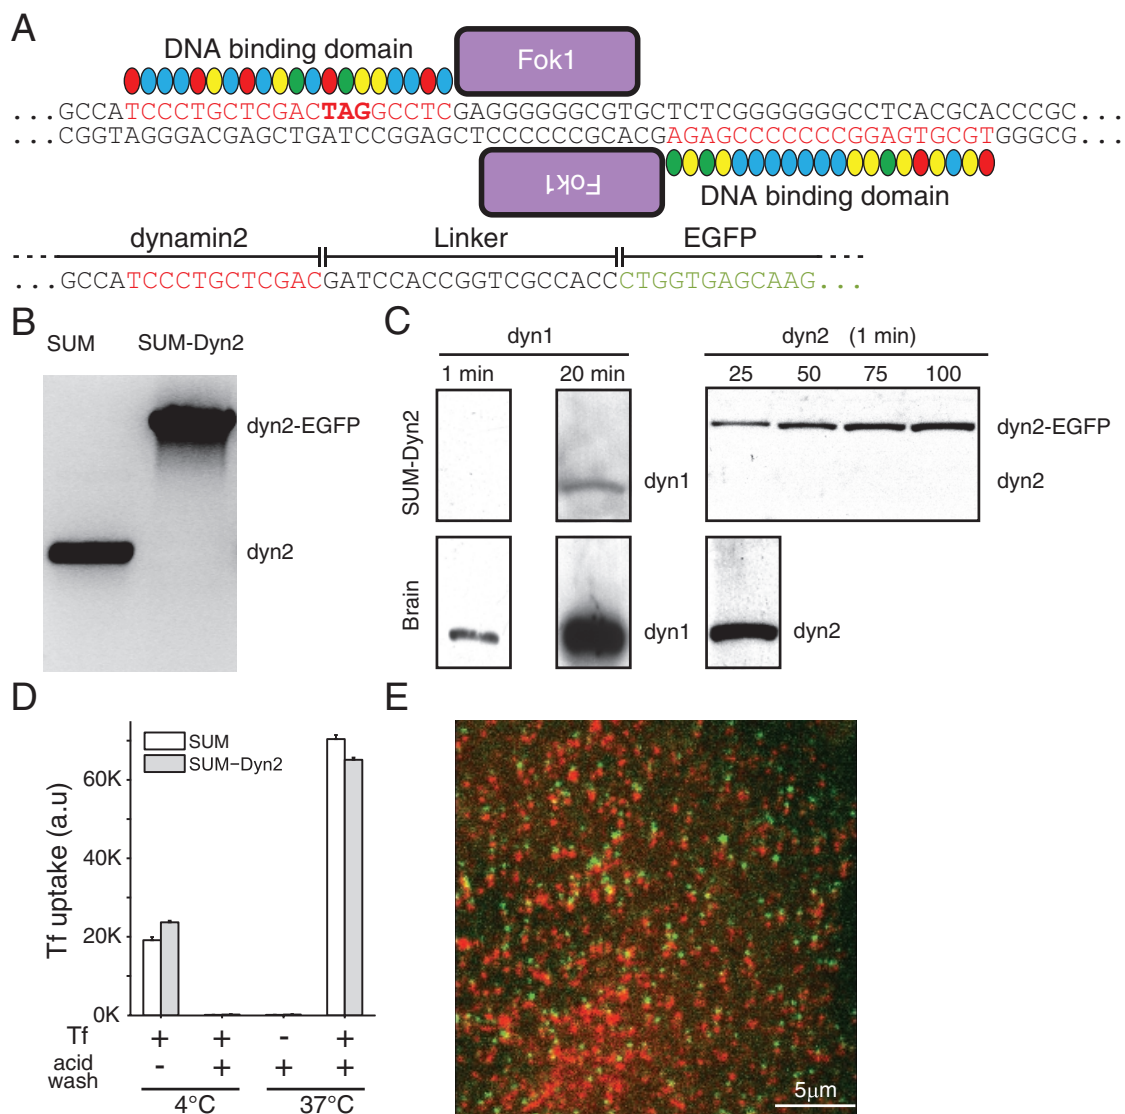 A
DNA binding domain
Fok1
...GCCATCCCTGCTCGACTAGGCCTCGAGGGGGGCGTGCTCTCGGGGGGGCCTCACGCACCCGC...
...CGGTAGGGACGAGCTGATCCGGAGCTCCCCCCGCACGAGAGCCCCCCCGGAGTGCGTGGGCG...
Fok1
DNA binding domain
dynamin2 Linker EGFP
...GCCATCCCTGCTCGACGATCCACCGGTCGCCACCCTGGTGAGCAAG...
B
SUM SUM-Dyn2
dyn2-EGFP
dyn2
C
dyn1 dyn2 (1 min)
1 min 20 min 25 50 75 100
SUM-Dyn2
dyn1
dyn2-EGFP
dyn2
Brain
dyn1
dyn2
D
SUM
SUM–Dyn2
Tf uptake (a.u)
60K
40K
20K
0K
Tf + + - +
acid wash - + + +
4°C 37°C
E
5µm